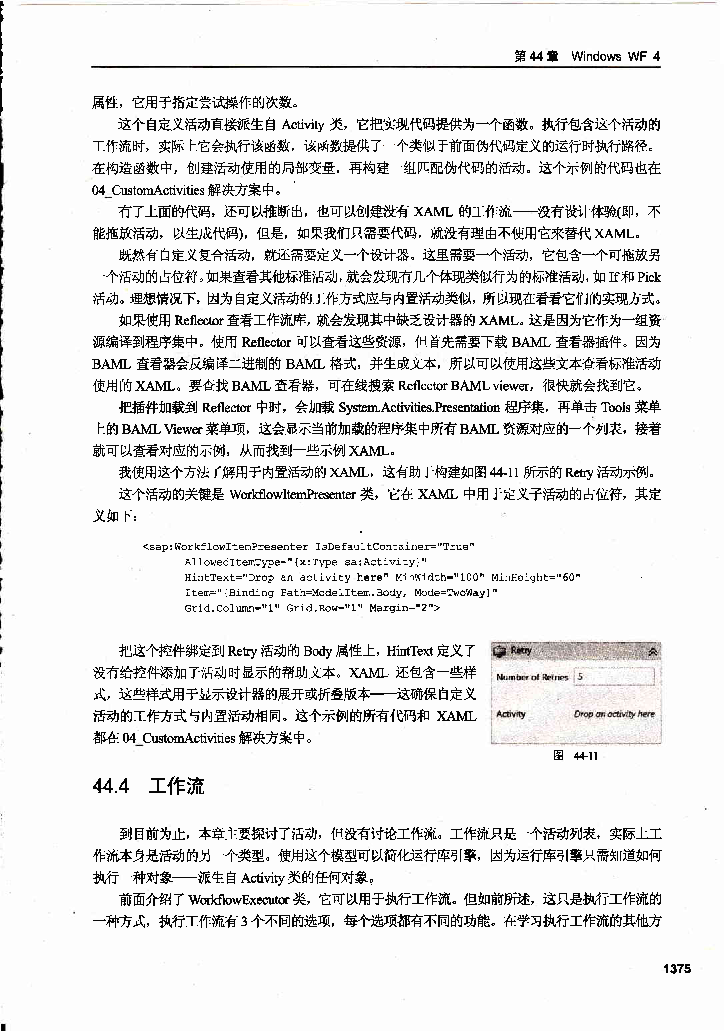 第44章 Windows WF 4
属性，它用于指定尝试操作的次数。
这个自定义活动直接派生自 Activity 类，它把实现代码提供为一个函数。执行包含这个活动的
工作流时，实际上它会执行该函数，该函数提供了一个类似于前面伪代码定义的运行时执行路径。
在构造函数中，创建活动使用的局部变量，再构建一组匹配伪代码的活动。这个示例的代码也在
04_CustomActivities 解决方案中。
有了上面的代码，还可以推断出，也可以创建没有 XAML 的工作流——没有设计体验(即，不
能拖放活动，以生成代码)，但是，如果我们只需要代码，就没有理由不使用它来替代 XAML。
既然有自定义复合活动，就还需要定义一个设计器。这里需要一个活动，它包含一个可拖放另
一个活动的占位符。如果查看其他标准活动，就会发现有几个体现类似行为的标准活动，如 If 和 Pick
活动。理想情况下，因为自定义活动的工作方式应与内置活动类似，所以现在看看它们的实现方式。
如果使用 Reflector 查看工作流库，就会发现其中缺乏设计器的 XAML。这是因为它作为一组资
源编译到程序集中。使用 Reflector 可以查看这些资源，但首先需要下载 BAML 查看器插件。因为
BAML 查看器会反编译二进制的 BAML 格式，并生成文本，所以可以使用这些文本查看标准活动
使用的 XAML。要查找 BAML 查看器，可在线搜索 Reflector BAML viewer，很快就会找到它。
把插件加载到 Reflector 中时，会加载 System.Activities.Presentation 程序集，再单击 Tools 菜单
上的 BAML Viewer 菜单项，这会显示当前加载的程序集中所有 BAML 资源对应的一个列表，接着
就可以查看对应的示例，从而找到一些示例 XAML。
我使用这个方法了解用于内置活动的 XAML，这有助于构建如图 44-11 所示的 Retry 活动示例。
这个活动的关键是 WorkflowItemPresenter 类，它在 XAML 中用于定义子活动的占位符，其定
义如下：
<sap:WorkflowItemPresenter IsDefaultContainer="True"
AllowedItemType="{x:Type sa:Activity}"
HintText="Drop an activity here" MinWidth="100" MinHeight="60"
Item="{Binding Path=ModelItem.Body, Mode=TwoWay}"
Grid.Column="1" Grid.Row="1" Margin="2">
把这个控件绑定到 Retry 活动的 Body 属性上，HintText 定义了
没有给控件添加子活动时显示的帮助文本。XAML 还包含一些样
式，这些样式用于显示设计器的展开或折叠版本——这确保自定义
活动的工作方式与内置活动相同。这个示例的所有代码和 XAML
都在 04_CustomActivities 解决方案中。
Retry
Number of Retries 5
Activity Drop an activity here
图 44-11
44.4 工作流
到目前为止，本章主要探讨了活动，但没有讨论工作流。工作流只是一个活动列表，实际上工
作流本身是活动的另一个类型。使用这个模型可以简化运行库引擎，因为运行库引擎只需知道如何
执行一种对象——派生自 Activity 类的任何对象。
前面介绍了 WorkflowExecutor 类，它可以用于执行工作流。但如前所述，这只是执行工作流的
一种方式，执行工作流有 3 个不同的选项，每个选项都有不同的功能。在学习执行工作流的其他方
1375